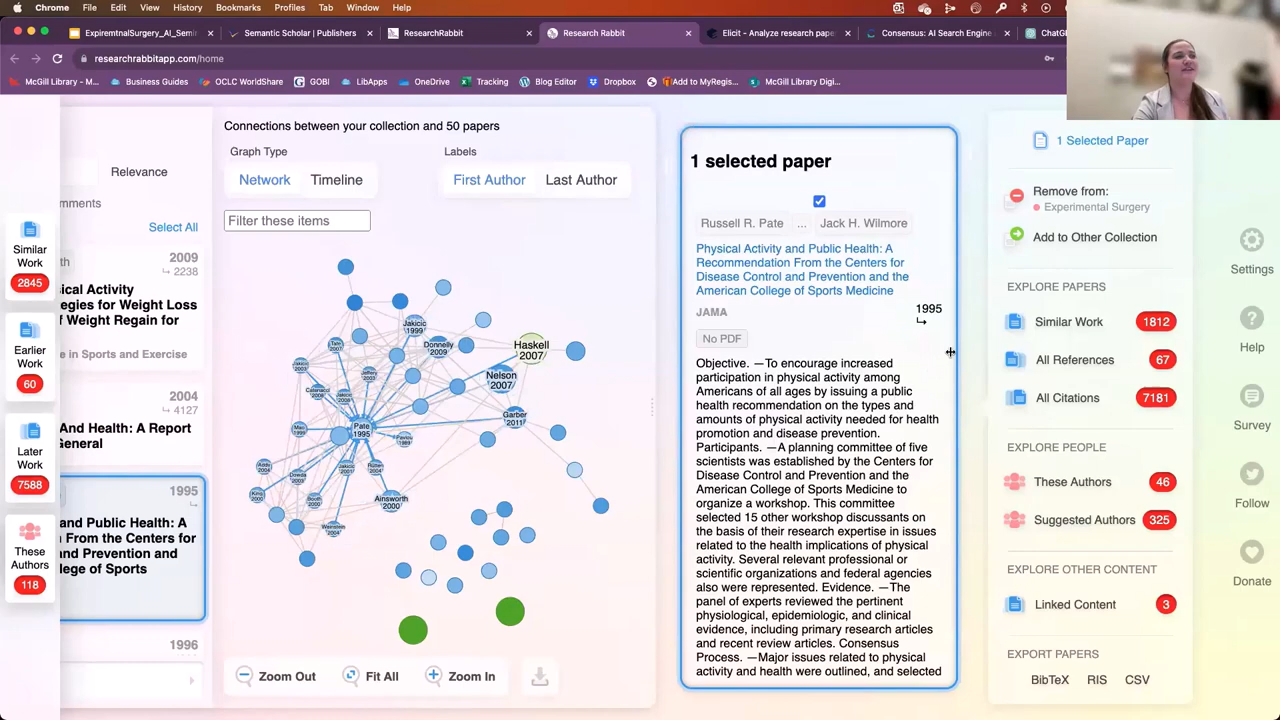 Chrome File Edit View History Bookmarks Profiles Tab Window Help
ExpiremtnalSurgery_AI_Semi
Semantic Scholar | Publishers
ResearchRabbit
Research Rabbit
Elicit - Analyze research pape
Consensus: AI Search Engine
ChatG
researchrabbitapp.com/home
McGill Library - M...
Business Guides
OCLC WorldShare
GOBI
LibApps
OneDrive
Tracking
Blog Editor
Dropbox
Add to MyRegis...
McGill Library Digi...
Similar
Work
2845
Earlier
Work
60
Later
Work
7588
These
Authors
118
Relevance
mments
Select All
th
2009
2238
ical Activity
egies for Weight Loss
f Weight Regain for
e in Sports and Exercise
2004
4127
And Health: A Report
General
1995
and Public Health: A
From the Centers for
nd Prevention and
lege of Sports
1996
Connections between your collection and 50 papers
Graph Type
Network Timeline
Labels
First Author Last Author
Filter these items
Jakicic
1999
Donnelly
2009
Haskell
2007
Nelson
2007
Garber
2011
Pate
1995
Ainsworth
2000
Zoom Out
Fit All
Zoom In
1 selected paper
Russell R. Pate ... Jack H. Wilmore
Physical Activity and Public Health: A
Recommendation From the Centers for
Disease Control and Prevention and the
American College of Sports Medicine
JAMA
1995
No PDF
Objective. —To encourage increased
participation in physical activity among
Americans of all ages by issuing a public
health recommendation on the types and
amounts of physical activity needed for health
promotion and disease prevention.
Participants. —A planning committee of five
scientists was established by the Centers for
Disease Control and Prevention and the
American College of Sports Medicine to
organize a workshop. This committee
selected 15 other workshop discussants on
the basis of their research expertise in issues
related to the health implications of physical
activity. Several relevant professional or
scientific organizations and federal agencies
also were represented. Evidence. —The
panel of experts reviewed the pertinent
physiological, epidemiologic, and clinical
evidence, including primary research articles
and recent review articles. Consensus
Process. —Major issues related to physical
activity and health were outlined, and selected
1 Selected Paper
Remove from:
Experimental Surgery
Add to Other Collection
EXPLORE PAPERS
Similar Work 1812
All References 67
All Citations 7181
EXPLORE PEOPLE
These Authors 46
Suggested Authors 325
EXPLORE OTHER CONTENT
Linked Content 3
EXPORT PAPERS
BibTeX RIS CSV
Settings
Help
Survey
Follow
Donate